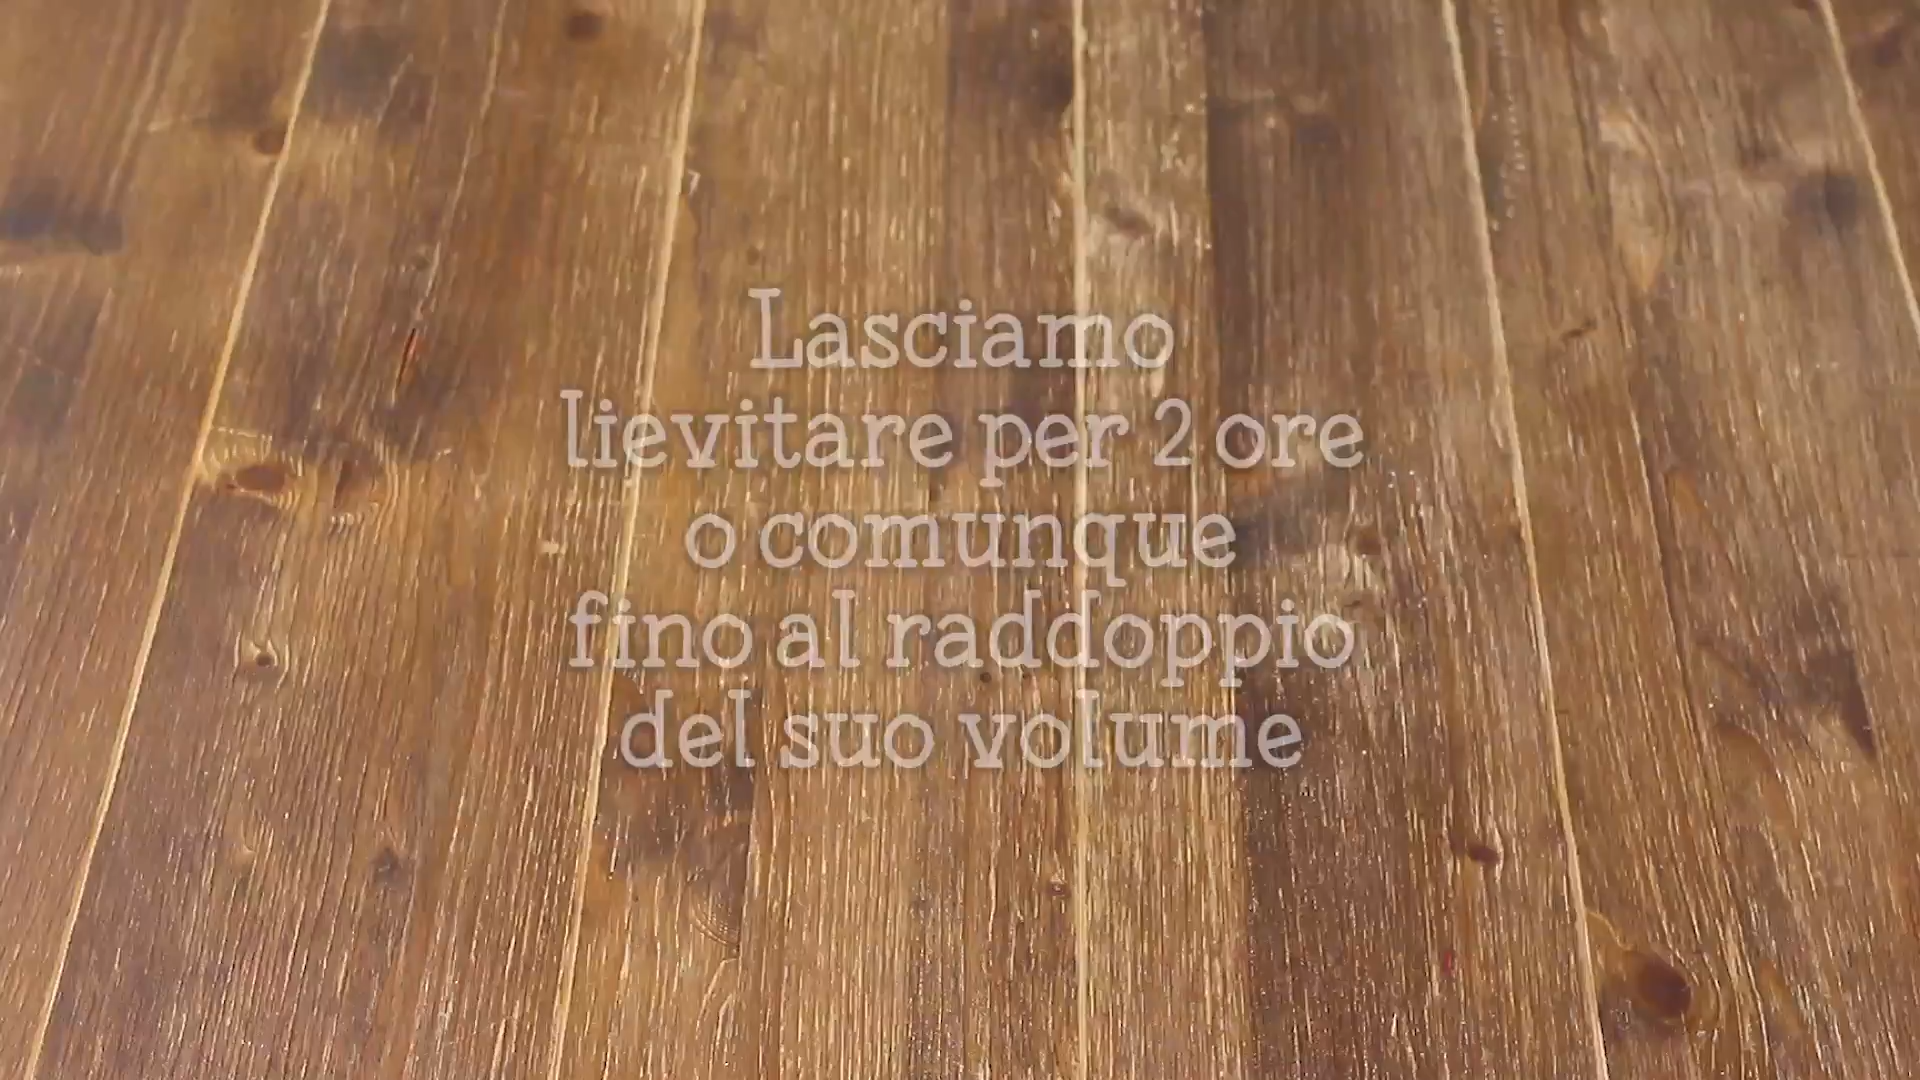 Lasciamo
lievitare per 2 ore
o comunque
fino al raddoppio
del suo volume